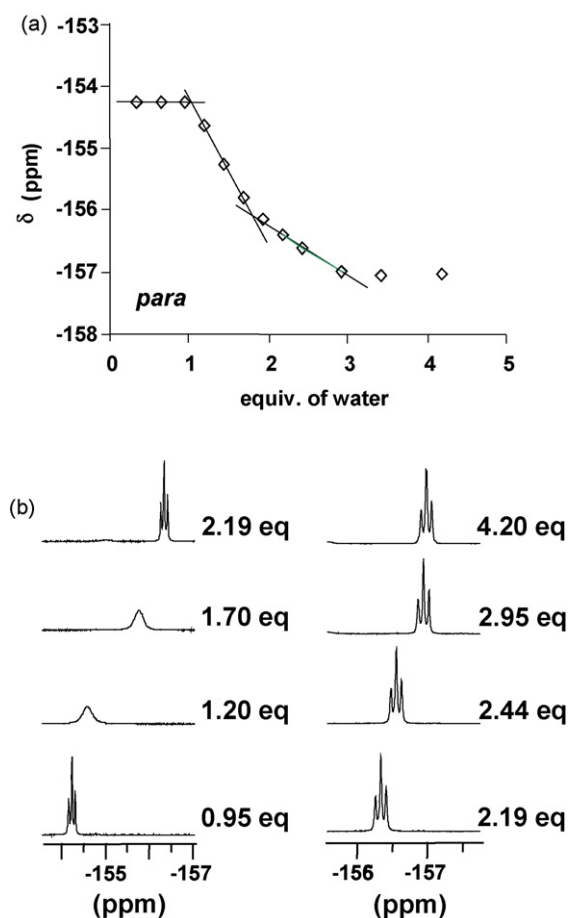 (a)
-153
-154
-155
-156
-157
-158
δ (ppm)
para
0 1 2 3 4 5
equiv. of water
(b)
2.19 eq
1.70 eq
1.20 eq
0.95 eq
-155 -157
(ppm)
4.20 eq
2.95 eq
2.44 eq
2.19 eq
-156 -157
(ppm)